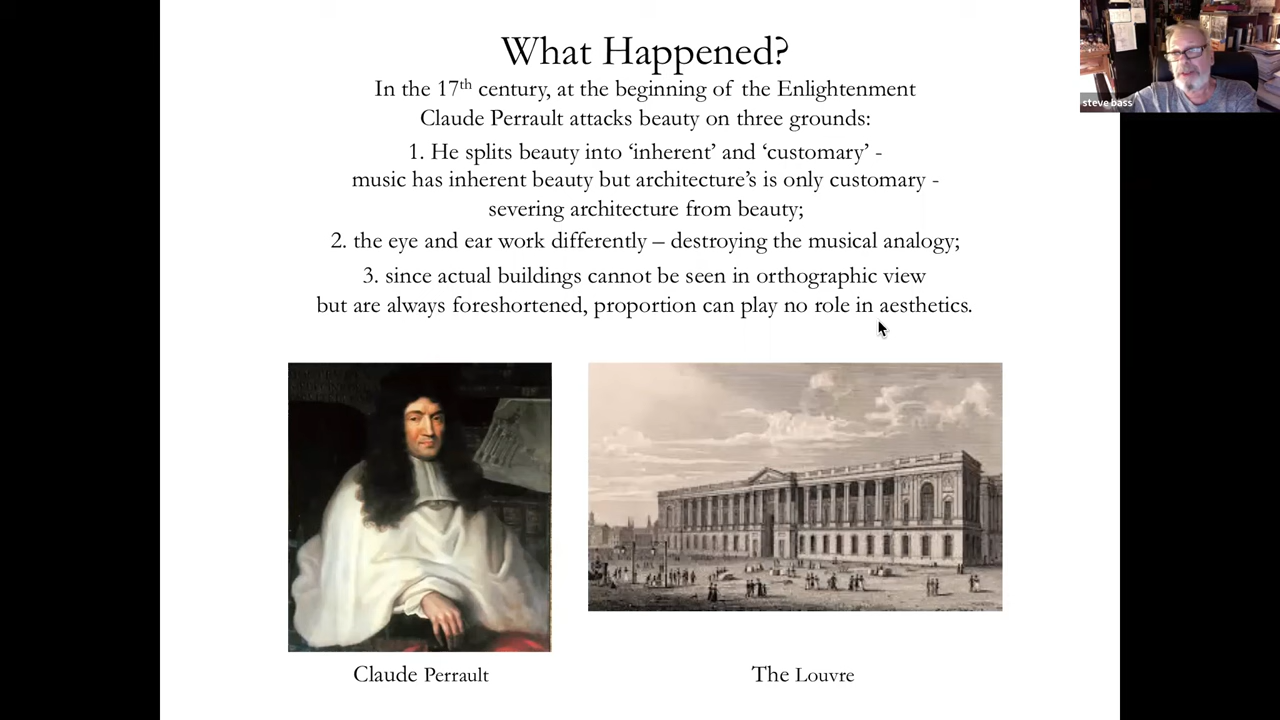 What Happened?
In the 17th century, at the beginning of the Enlightenment
Claude Perrault attacks beauty on three grounds:
1. He splits beauty into ‘inherent’ and ‘customary’ -
music has inherent beauty but architecture’s is only customary -
severing architecture from beauty;
2. the eye and ear work differently – destroying the musical analogy;
3. since actual buildings cannot be seen in orthographic view
but are always foreshortened, proportion can play no role in aesthetics.
Claude Perrault
The Louvre
steve bass